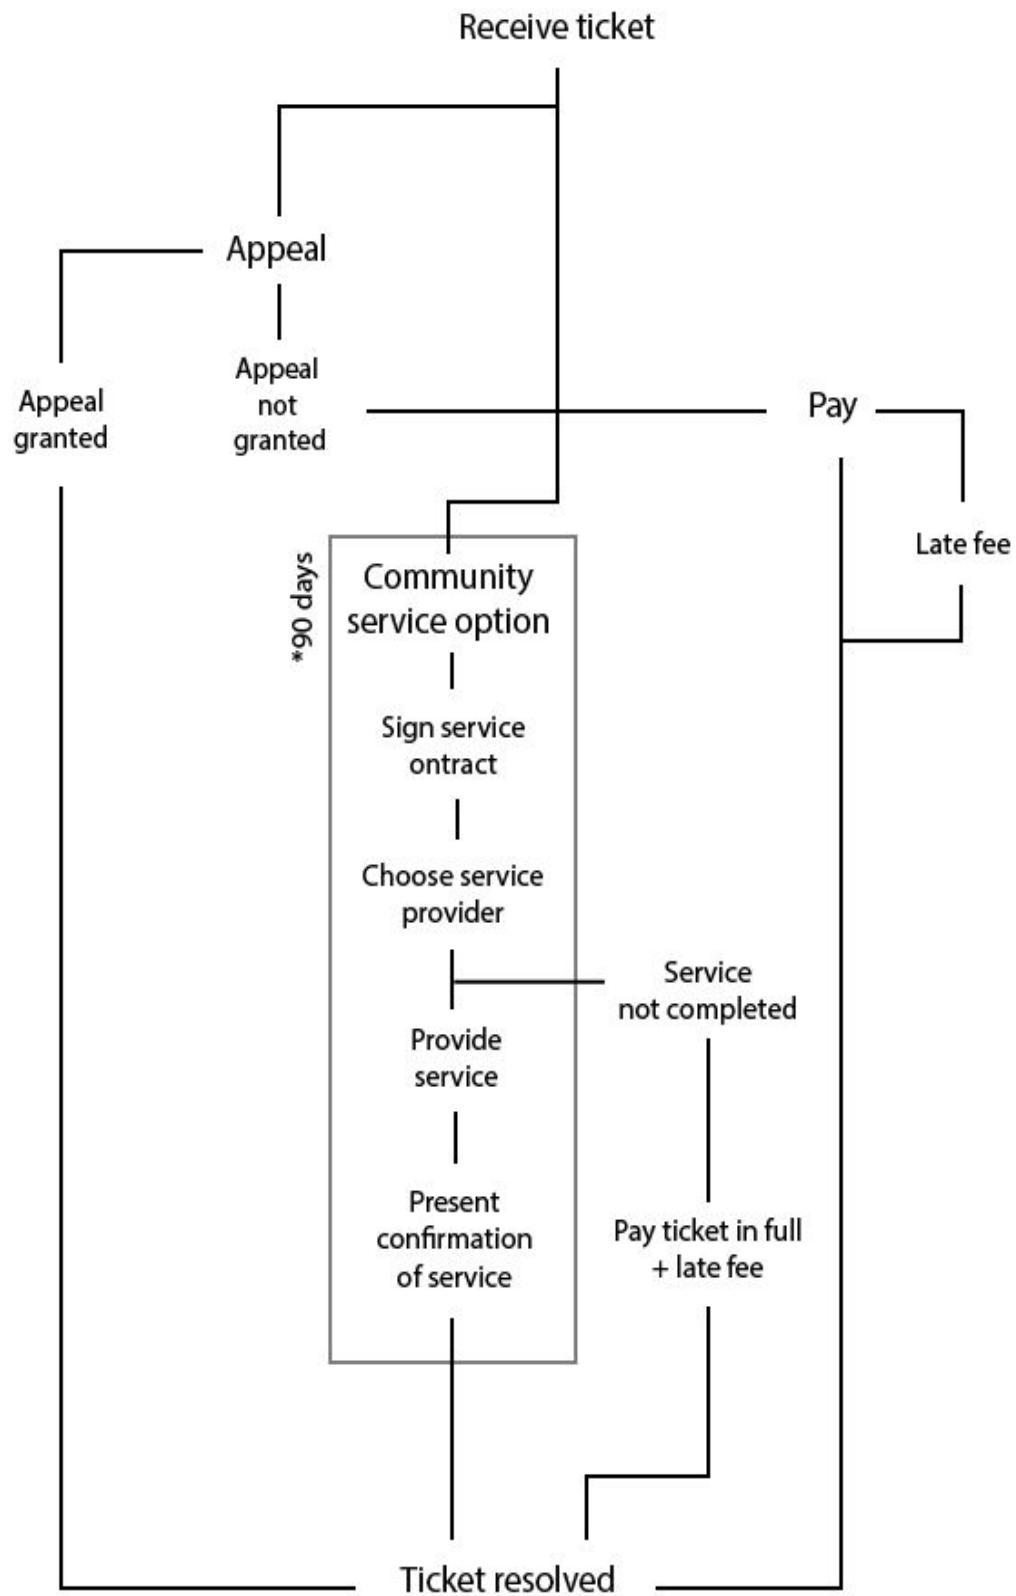 Receive ticket
Appeal
Appeal
granted
Appeal
not
granted
Pay
Late fee
*90 days
Community
service option
Sign service
ontract
Choose service
provider
Service
not completed
Provide
service
Present
confirmation
of service
Pay ticket in full
+ late fee
Ticket resolved